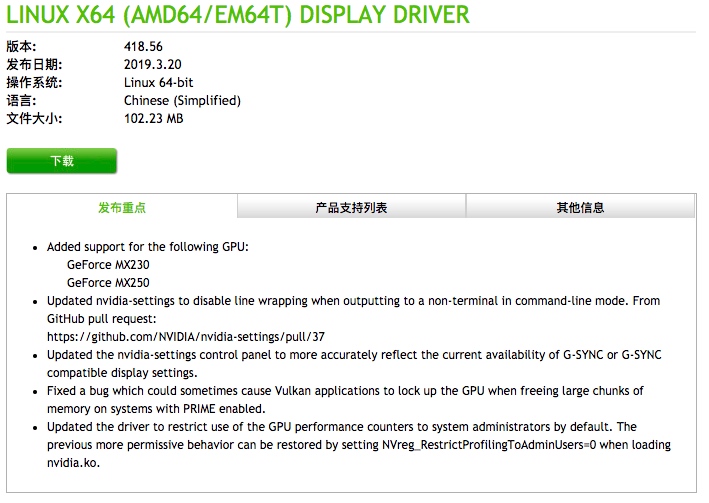 LINUX X64 (AMD64/EM64T) DISPLAY DRIVER
版本: 418.56
发布日期: 2019.3.20
操作系统: Linux 64-bit
语言: Chinese (Simplified)
文件大小: 102.23 MB
下载
发布重点 产品支持列表 其他信息
• Added support for the following GPU:
GeForce MX230
GeForce MX250
• Updated nvidia-settings to disable line wrapping when outputting to a non-terminal in command-line mode. From
GitHub pull request:
https://github.com/NVIDIA/nvidia-settings/pull/37
• Updated the nvidia-settings control panel to more accurately reflect the current availability of G-SYNC or G-SYNC
compatible display settings.
• Fixed a bug which could sometimes cause Vulkan applications to lock up the GPU when freeing large chunks of
memory on systems with PRIME enabled.
• Updated the driver to restrict use of the GPU performance counters to system administrators by default. The
previous more permissive behavior can be restored by setting NVreg_RestrictProfilingToAdminUsers=0 when loading
nvidia.ko.